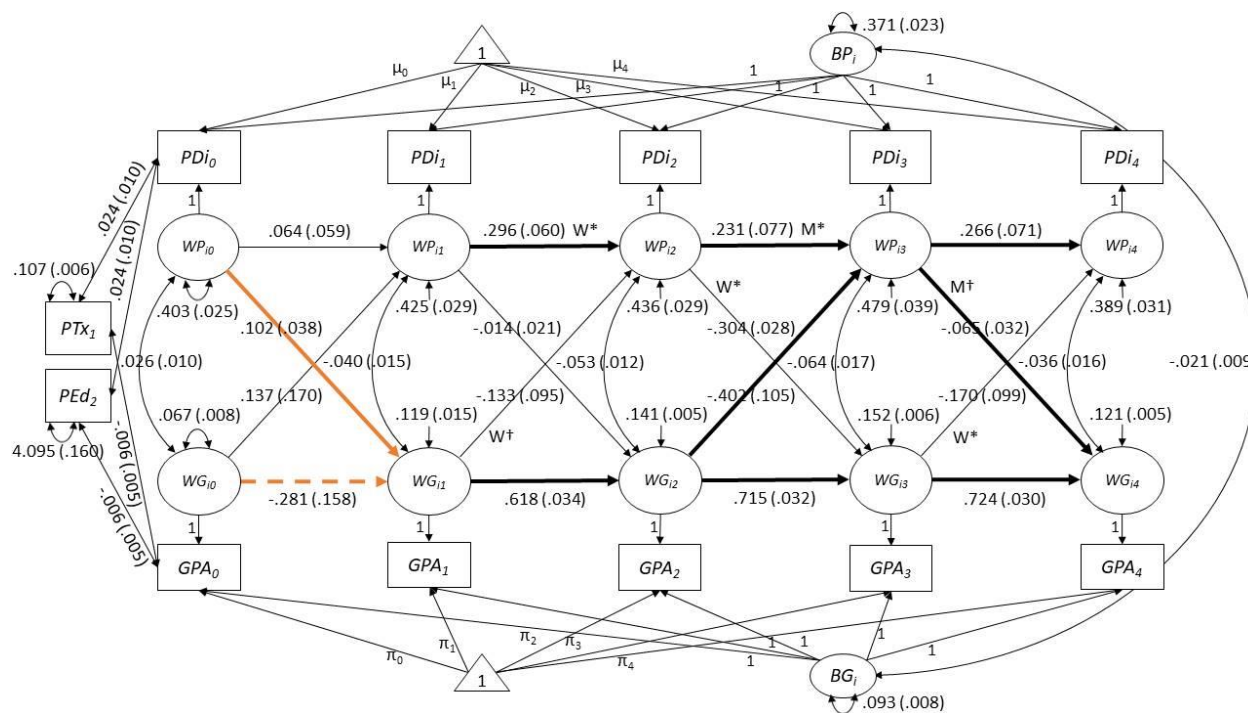 .371 (.023)
BPᵢ
1
μ₀
μ₁
μ₂
μ₃
μ₄
1
1
1
1
1
PDi₀
PDi₁
PDi₂
PDi₃
PDi₄
.024 (.010)
.024 (.010)
1
1
1
1
1
WPᵢ₀
.064 (.059)
WPᵢ₁
.296 (.060) W*
WPᵢ₂
.231 (.077) M*
WPᵢ₃
.266 (.071)
WPᵢ₄
.107 (.006)
PTx₁
.403 (.025)
.425 (.029)
.436 (.029)
W*
.479 (.039)
M†
.389 (.031)
.102 (.038)
-.014 (.021)
-.304 (.028)
-.065 (.032)
.026 (.010)
-.040 (.015)
-.053 (.012)
-.064 (.017)
-.036 (.016)
-.021 (.009
PEd₂
.137 (.170)
-.133 (.095)
-.402 (.105)
-.170 (.099)
4.095 (.160)
.067 (.008)
.119 (.015)
.141 (.005)
.152 (.006)
.121 (.005)
W†
W*
WGᵢ₀
-.281 (.158)
WGᵢ₁
.618 (.034)
WGᵢ₂
.715 (.032)
WGᵢ₃
.724 (.030)
WGᵢ₄
-.006 (.005)
-.006 (.005)
1
1
1
1
1
GPA₀
GPA₁
GPA₂
GPA₃
GPA₄
π₀
π₁
π₂
π₃
π₄
1
1
1
1
1
1
BGᵢ
.093 (.008)